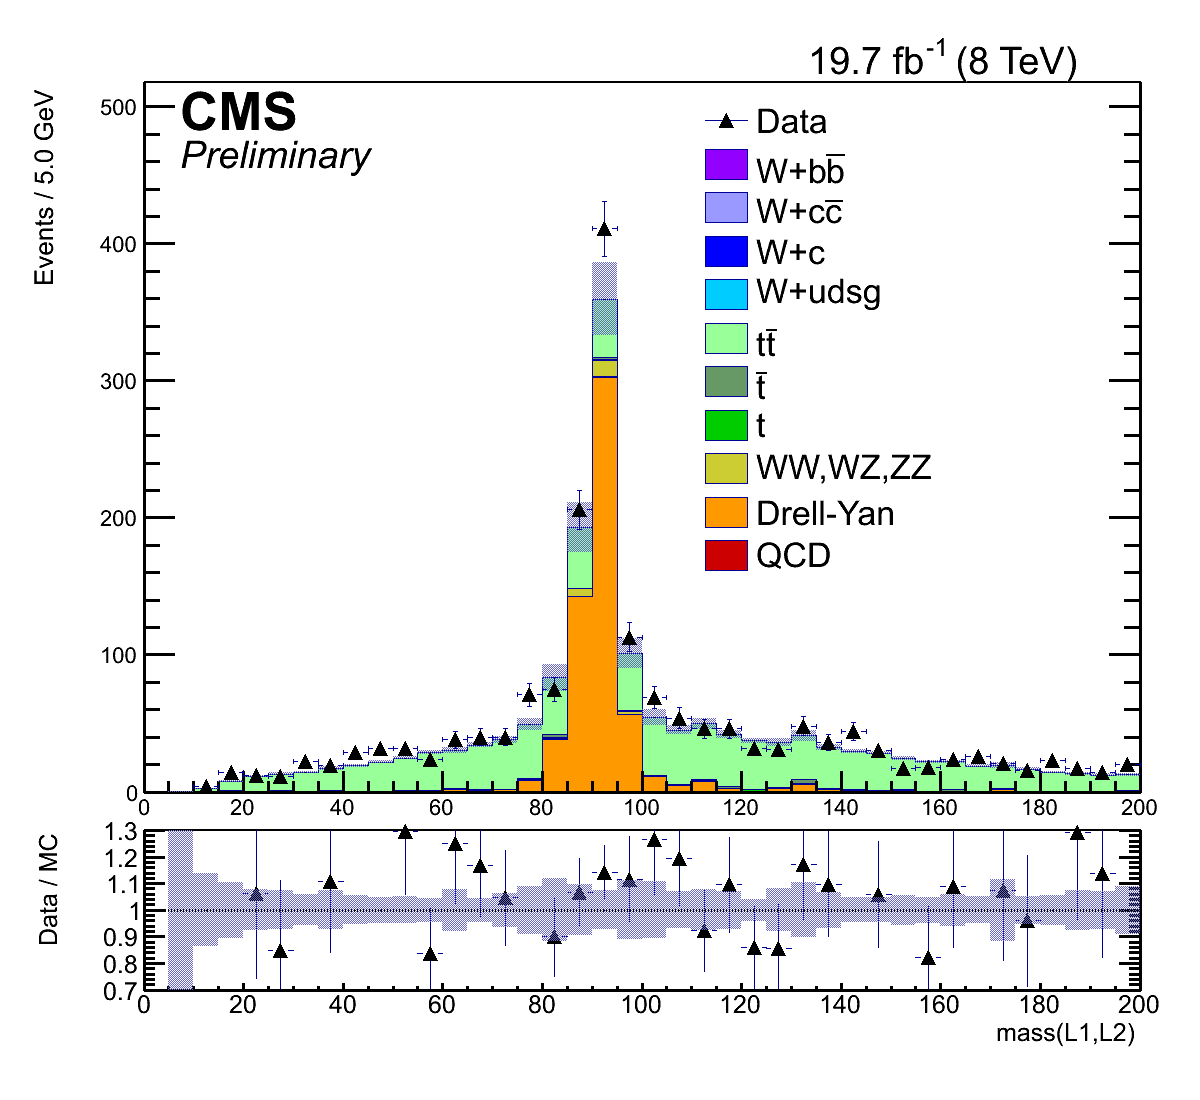 19.7 fb-1 (8 TeV)
CMS
Preliminary
Events / 5.0 GeV
500
400
300
200
100
0
Data
W+bb̅
W+cc̅
W+c
W+udsg
tt̅
t̅
t
WW,WZ,ZZ
Drell-Yan
QCD
0 20 40 60 80 100 120 140 160 180 200
Data / MC
1.3
1.2
1.1
1
0.9
0.8
0.7
0 20 40 60 80 100 120 140 160 180 200
mass(L1,L2)